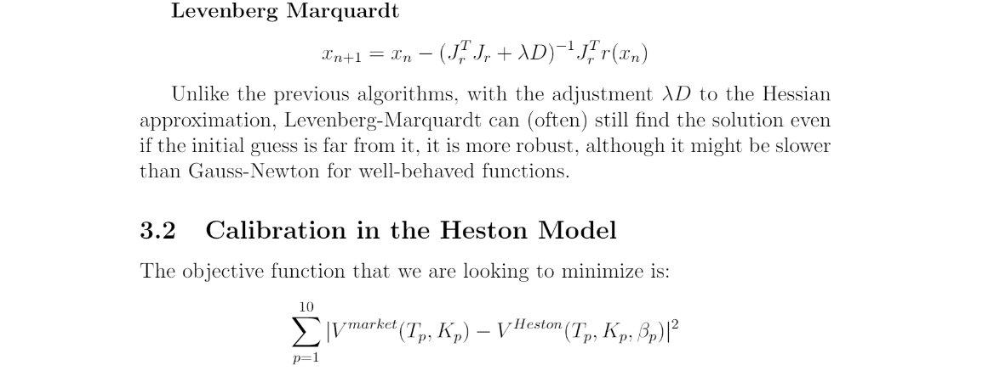 Levenberg Marquardt
x_{n+1} = x_n − (J_r^T J_r + λD)^{−1} J_r^T r(x_n)
Unlike the previous algorithms, with the adjustment λD to the Hessian
approximation, Levenberg-Marquardt can (often) still find the solution even
if the initial guess is far from it, it is more robust, although it might be slower
than Gauss-Newton for well-behaved functions.
3.2 Calibration in the Heston Model
The objective function that we are looking to minimize is:
\sum_{p=1}^{10} |V^{market}(T_p, K_p) − V^{Heston}(T_p, K_p, β_p)|^2